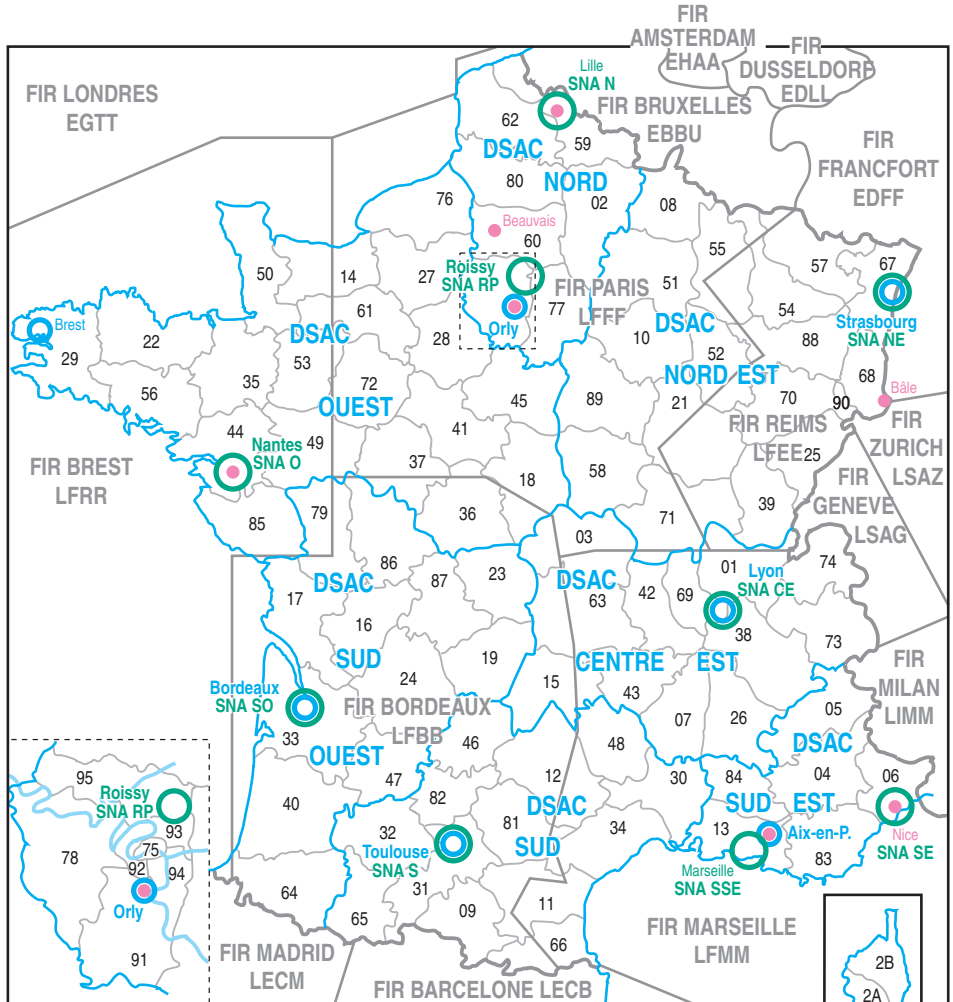 FIR
AMSTERDAM
EHAA
FIR
DUSSELDORF
EDLL
FIR LONDRES
EGTT
Lille
SNA N
FIR BRUXELLES
EBBU
FIR
FRANCFORT
EDFF
62
59
DSAC
NORD
80
76
02
08
Beauvais
60
55
50
14
27
Roissy
SNA RP
57
67
51
FIR PARIS
LFFF
77
61
54
Strasbourg
SNA NE
Orly
Brest
29
22
DSAC
OUEST
28
10
DSAC
NORD EST
88
53
52
35
56
72
68
Bâle
45
89
21
70
90
44
49
41
FIR REIMS
LFEE
25
FIR
ZURICH
LSAZ
Nantes
SNA O
FIR BREST
LFRR
37
58
18
FIR
GENEVE
LSAG
39
85
79
36
71
03
86
74
01
DSAC
SUD
OUEST
87
23
DSAC
CENTRE EST
Lyon
SNA CE
17
63
42
69
16
38
73
19
24
15
43
FIR
MILAN
LIMM
Bordeaux
SNA SO
FIR BORDEAUX
LFBB
07
26
05
33
46
48
DSAC
SUD EST
47
12
30
84
04
06
40
82
DSAC
SUD
81
34
13
Aix-en-P.
Nice
SNA SE
32
Toulouse
SNA S
Marseille
SNA SSE
83
31
64
65
09
11
66
FIR MARSEILLE
LFMM
FIR MADRID
LECM
FIR BARCELONE LECB
2B
2A
95
Roissy
SNA RP
93
78
75
92
94
Orly
91